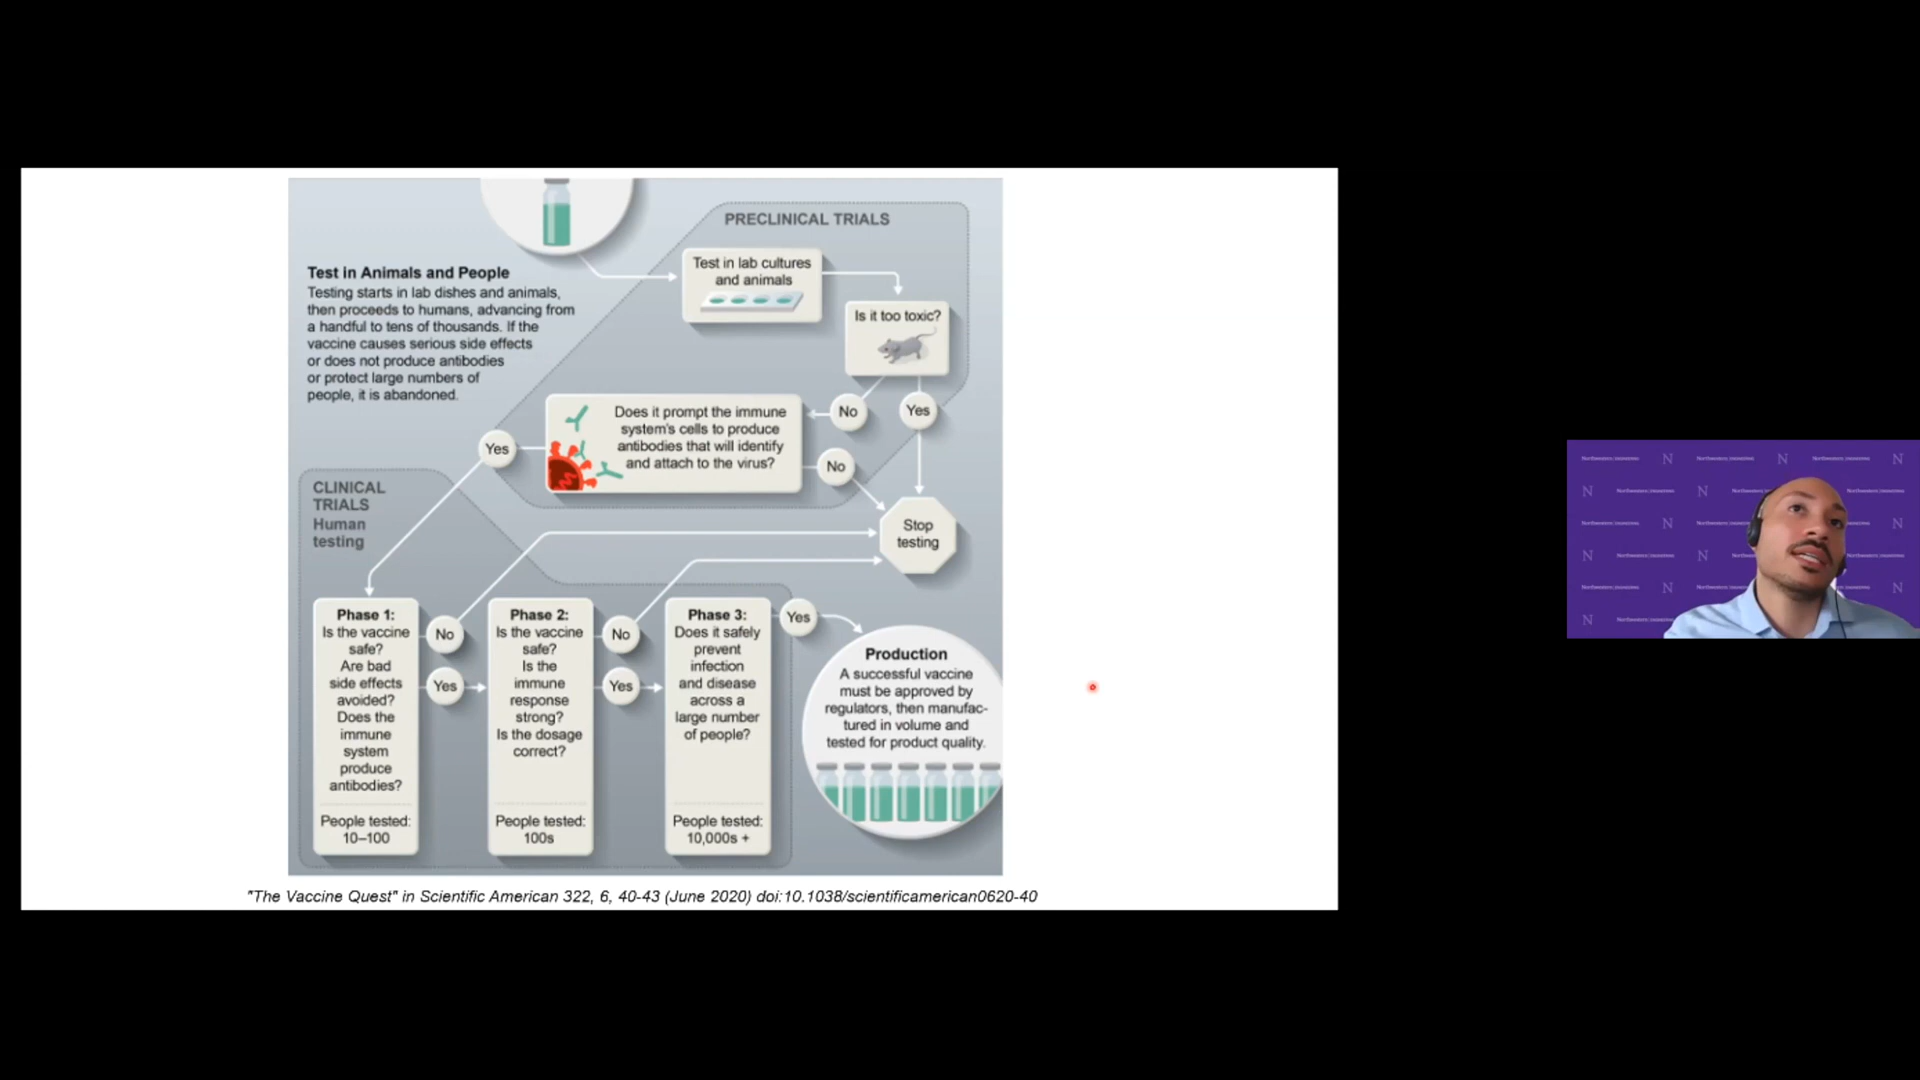 PRECLINICAL TRIALS
Test in lab cultures
and animals
Is it too toxic?
Test in Animals and People
Testing starts in lab dishes and animals,
then proceeds to humans, advancing from
a handful to tens of thousands. If the
vaccine causes serious side effects
or does not produce antibodies
or protect large numbers of
people, it is abandoned.
No
Yes
Does it prompt the immune
system's cells to produce
antibodies that will identify
and attach to the virus?
Yes
No
Stop
testing
CLINICAL
TRIALS
Human
testing
Phase 1:
Is the vaccine
safe?
Are bad
side effects
avoided?
Does the
immune
system
produce
antibodies?
People tested:
10–100
No
Yes
Phase 2:
Is the vaccine
safe?
Is the
immune
response
strong?
Is the dosage
correct?
People tested:
100s
No
Yes
Phase 3:
Does it safely
prevent
infection
and disease
across a
large number
of people?
People tested:
10,000s +
Yes
Production
A successful vaccine
must be approved by
regulators, then manufac-
tured in volume and
tested for product quality.
"The Vaccine Quest" in Scientific American 322, 6, 40-43 (June 2020) doi:10.1038/scientificamerican0620-40